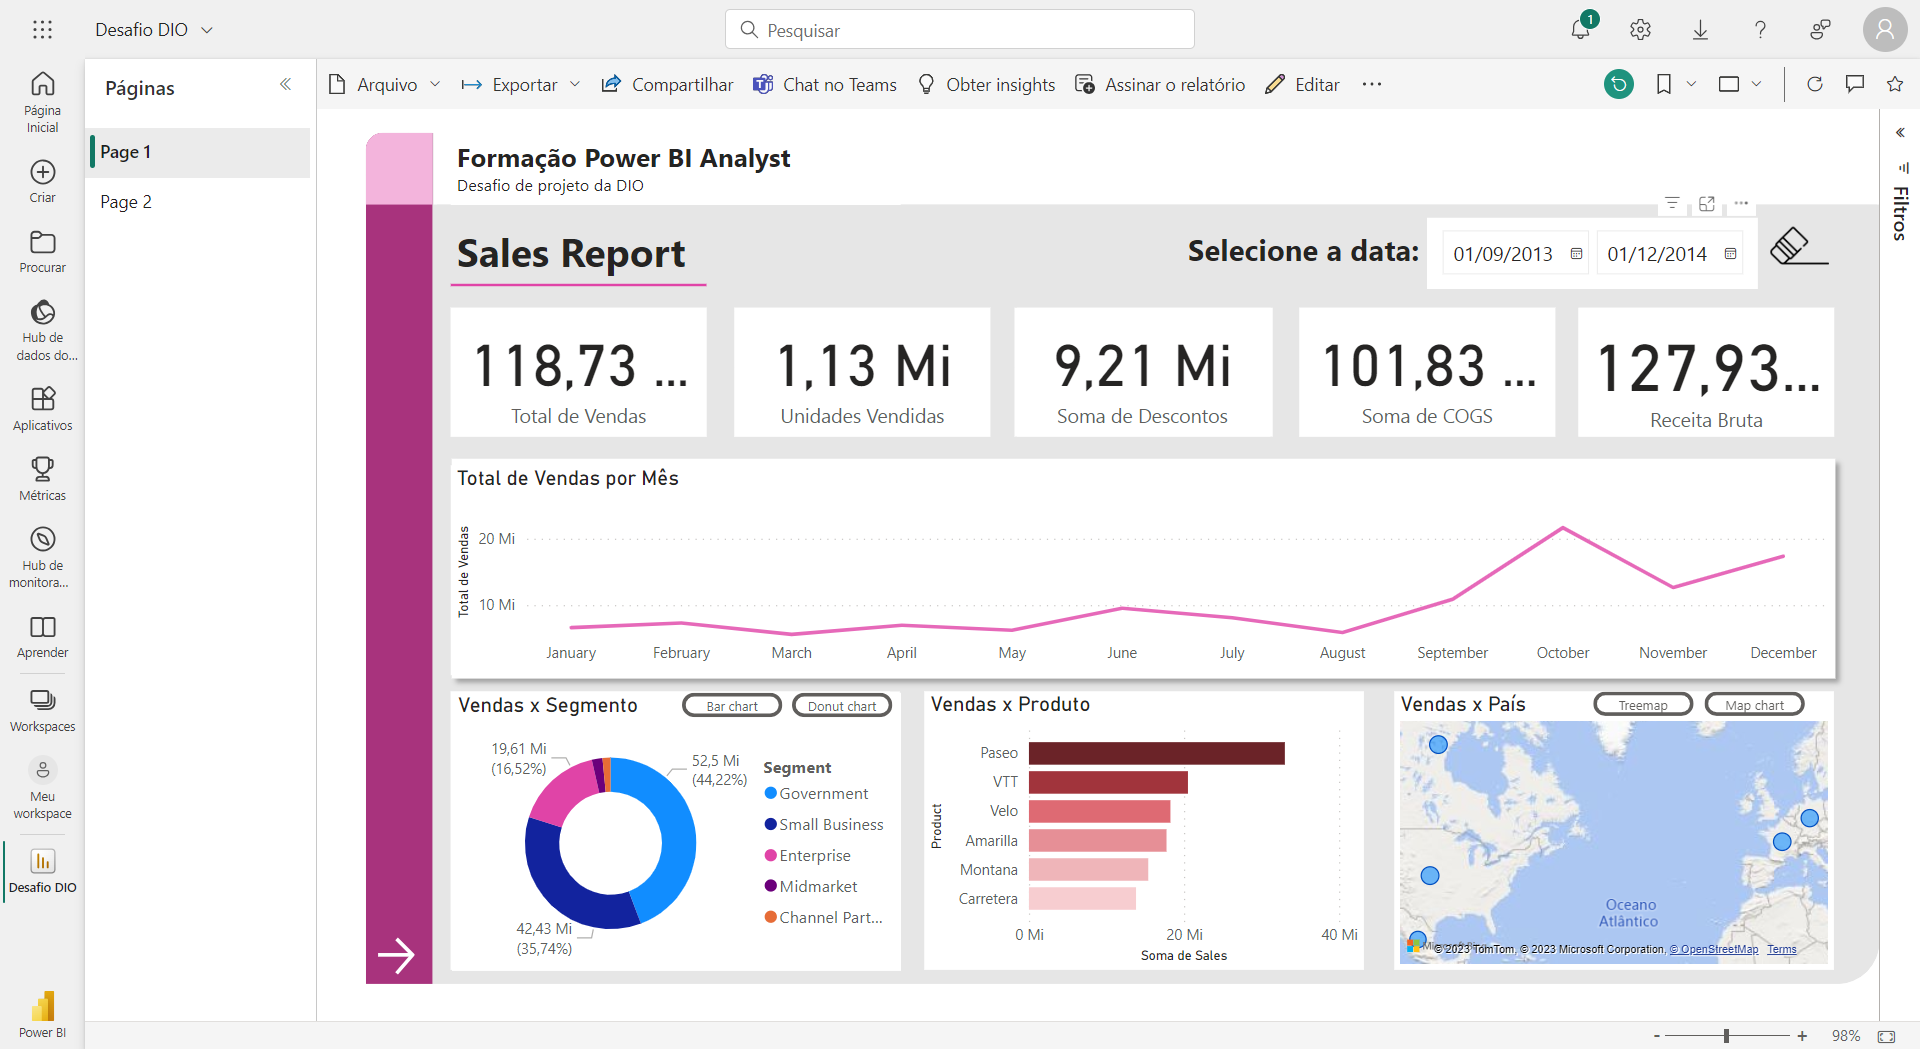 Desafio DIO
Pesquisar
1
Página
Inicial
Criar
Procurar
Hub de
dados do...
Aplicativos
Métricas
Hub de
monitora...
Aprender
Workspaces
Meu
workspace
Desafio DIO
Power BI
Páginas
Page 1
Page 2
Arquivo
Exportar
Compartilhar
Chat no Teams
Obter insights
Assinar o relatório
Editar
Filtros
Formação Power BI Analyst
Desafio de projeto da DIO
Sales Report
Selecione a data:
01/09/2013
01/12/2014
118,73 ...
Total de Vendas
1,13 Mi
Unidades Vendidas
9,21 Mi
Soma de Descontos
101,83 ...
Soma de COGS
127,93...
Receita Bruta
Total de Vendas por Mês
Total de Vendas
20 Mi
10 Mi
January February March April May June July August September October November December
Vendas x Segmento
Bar chart
Donut chart
19,61 Mi
(16,52%)
52,5 Mi
(44,22%)
42,43 Mi
(35,74%)
Segment
Government
Small Business
Enterprise
Midmarket
Channel Part...
Vendas x Produto
Product
Paseo
VTT
Velo
Amarilla
Montana
Carretera
0 Mi 20 Mi 40 Mi
Soma de Sales
Vendas x País
Treemap
Map chart
Oceano
Atlântico
© 2023 TomTom, © 2023 Microsoft Corporation, © OpenStreetMap Terms
98%